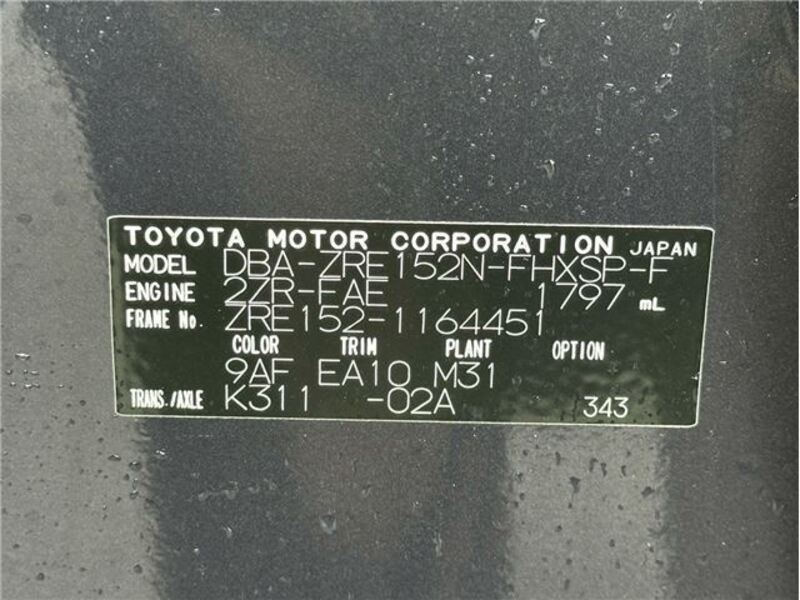 TOYOTA MOTOR CORPORATION JAPAN
MODEL DBA-ZRE152N-FHXSP-F
ENGINE 2ZR-FAE 1797 mL
FRAME No. ZRE152-1164451
COLOR TRIM PLANT OPTION
9AF EA10 M31
TRANS./AXLE K311 -02A 343